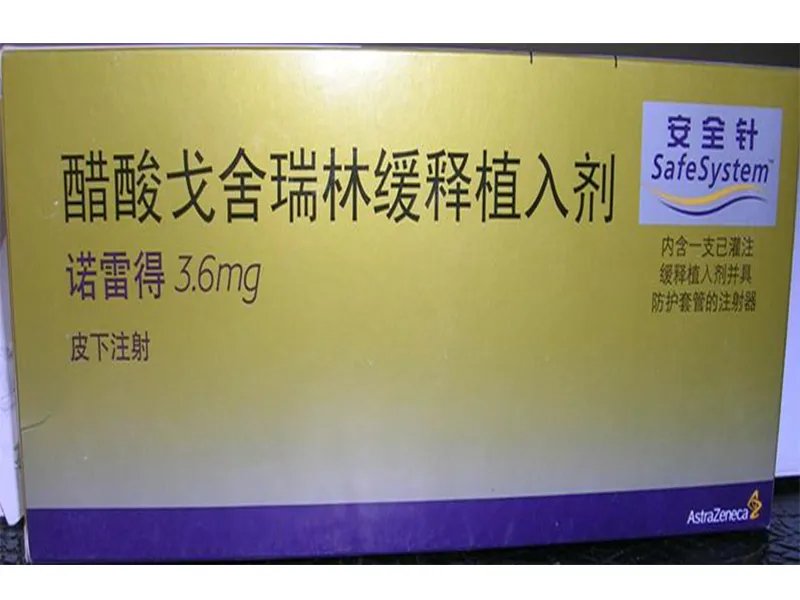 安全针
SafeSystem™
醋酸戈舍瑞林缓释植入剂
诺雷得 3.6mg
皮下注射
内含一支已灌注
缓释植入剂并具
防护套管的注射器
AstraZeneca